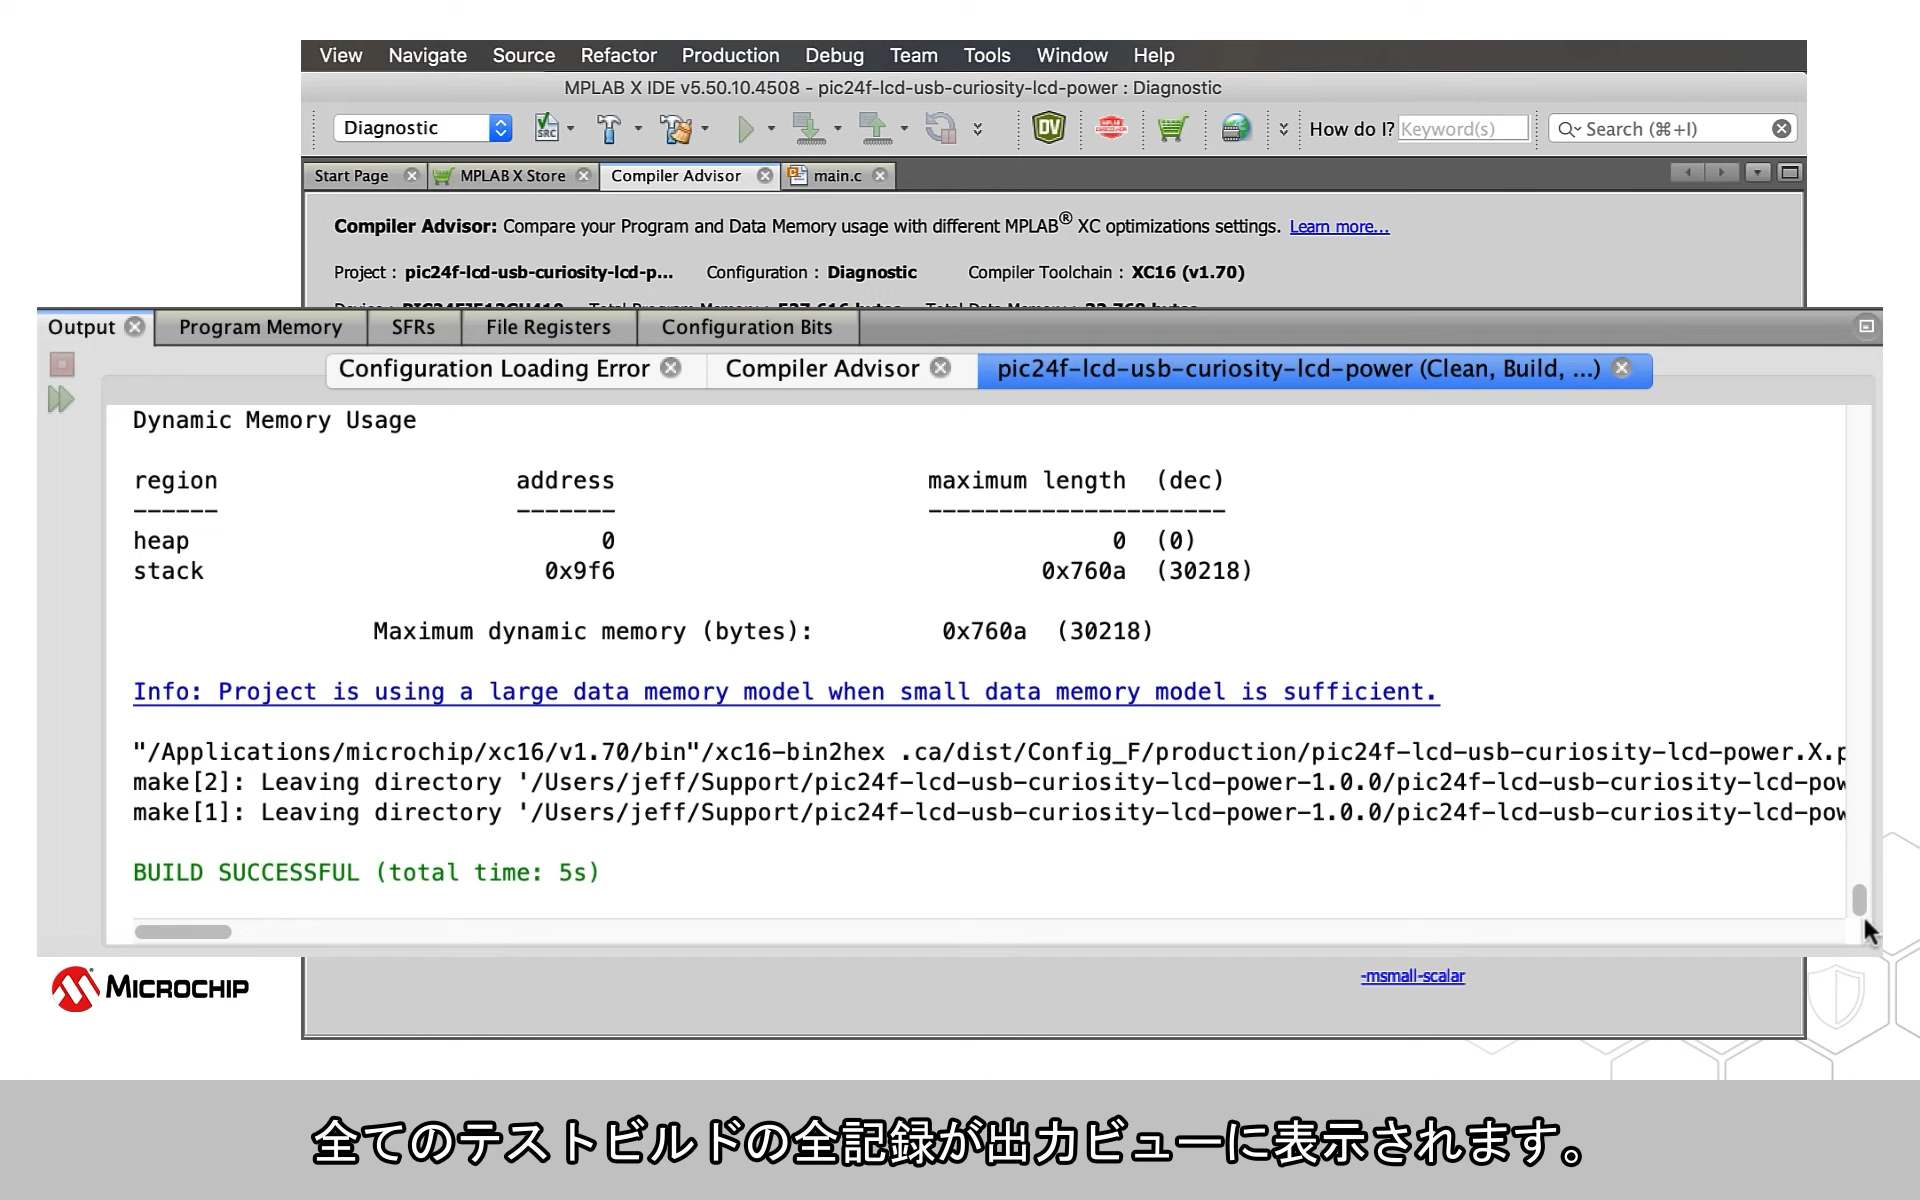 View Navigate Source Refactor Production Debug Team Tools Window Help
MPLAB X IDE v5.50.10.4508 - pic24f-lcd-usb-curiosity-lcd-power : Diagnostic
Diagnostic SRC DV How do I? Keyword(s) Search (⌘+I)
Start Page MPLAB X Store Compiler Advisor main.c
Compiler Advisor: Compare your Program and Data Memory usage with different MPLAB® XC optimizations settings. Learn more...
Project : pic24f-lcd-usb-curiosity-lcd-p... Configuration : Diagnostic Compiler Toolchain : XC16 (v1.70)
Output Program Memory SFRs File Registers Configuration Bits
Configuration Loading Error Compiler Advisor pic24f-lcd-usb-curiosity-lcd-power (Clean, Build, ...)
Dynamic Memory Usage
region address maximum length (dec)
------ ------- ---------------------
heap 0 0 (0)
stack 0x9f6 0x760a (30218)
Maximum dynamic memory (bytes): 0x760a (30218)
Info: Project is using a large data memory model when small data memory model is sufficient.
"/Applications/microchip/xc16/v1.70/bin"/xc16-bin2hex .ca/dist/Config_F/production/pic24f-lcd-usb-curiosity-lcd-power.X.p
make[2]: Leaving directory '/Users/jeff/Support/pic24f-lcd-usb-curiosity-lcd-power-1.0.0/pic24f-lcd-usb-curiosity-lcd-pow
make[1]: Leaving directory '/Users/jeff/Support/pic24f-lcd-usb-curiosity-lcd-power-1.0.0/pic24f-lcd-usb-curiosity-lcd-pow
BUILD SUCCESSFUL (total time: 5s)
MICROCHIP
-msmall-scalar
全てのテストビルドの全記録が出力ビューに表示されます。